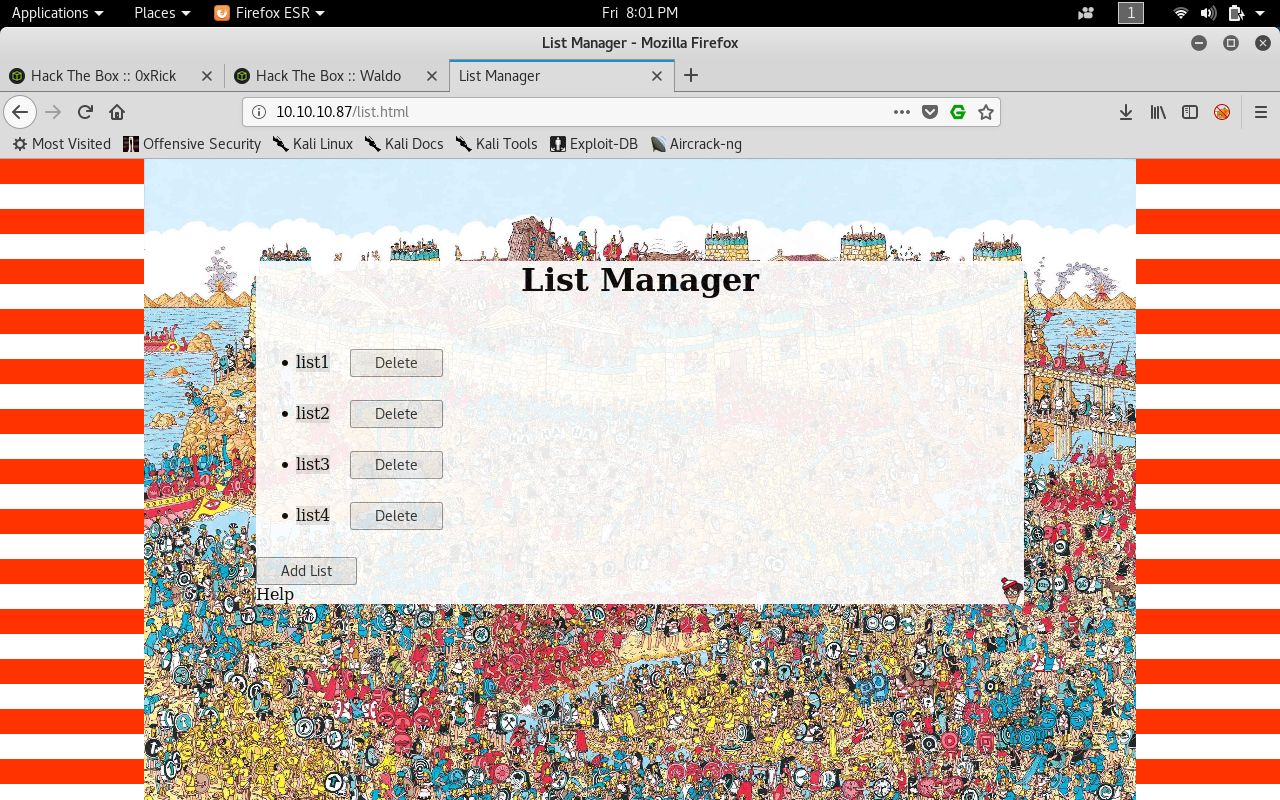 Applications Places Firefox ESR Fri 8:01 PM 1
List Manager - Mozilla Firefox
Hack The Box :: 0xRick Hack The Box :: Waldo List Manager
10.10.10.87/list.html
Most Visited Offensive Security Kali Linux Kali Docs Kali Tools Exploit-DB Aircrack-ng
List Manager
• list1 Delete
• list2 Delete
• list3 Delete
• list4 Delete
Add List
Help